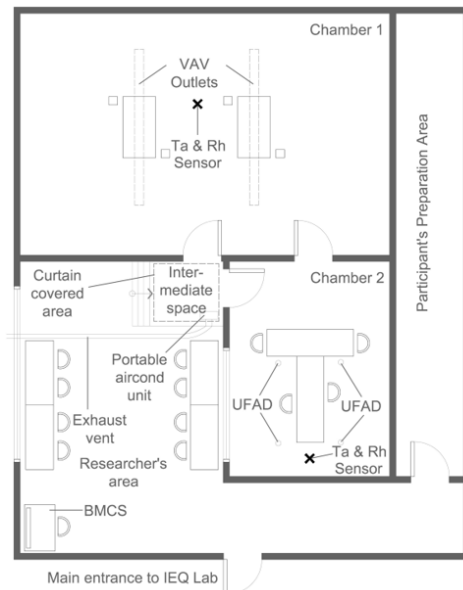 Chamber 1
VAV
Outlets
Ta & Rh
Sensor
Participant's Preparation Area
Curtain
covered
area
Inter-
mediate
space
Chamber 2
Portable
aircond
unit
Exhaust
vent
UFAD
UFAD
Researcher's
area
Ta & Rh
Sensor
BMCS
Main entrance to IEQ Lab